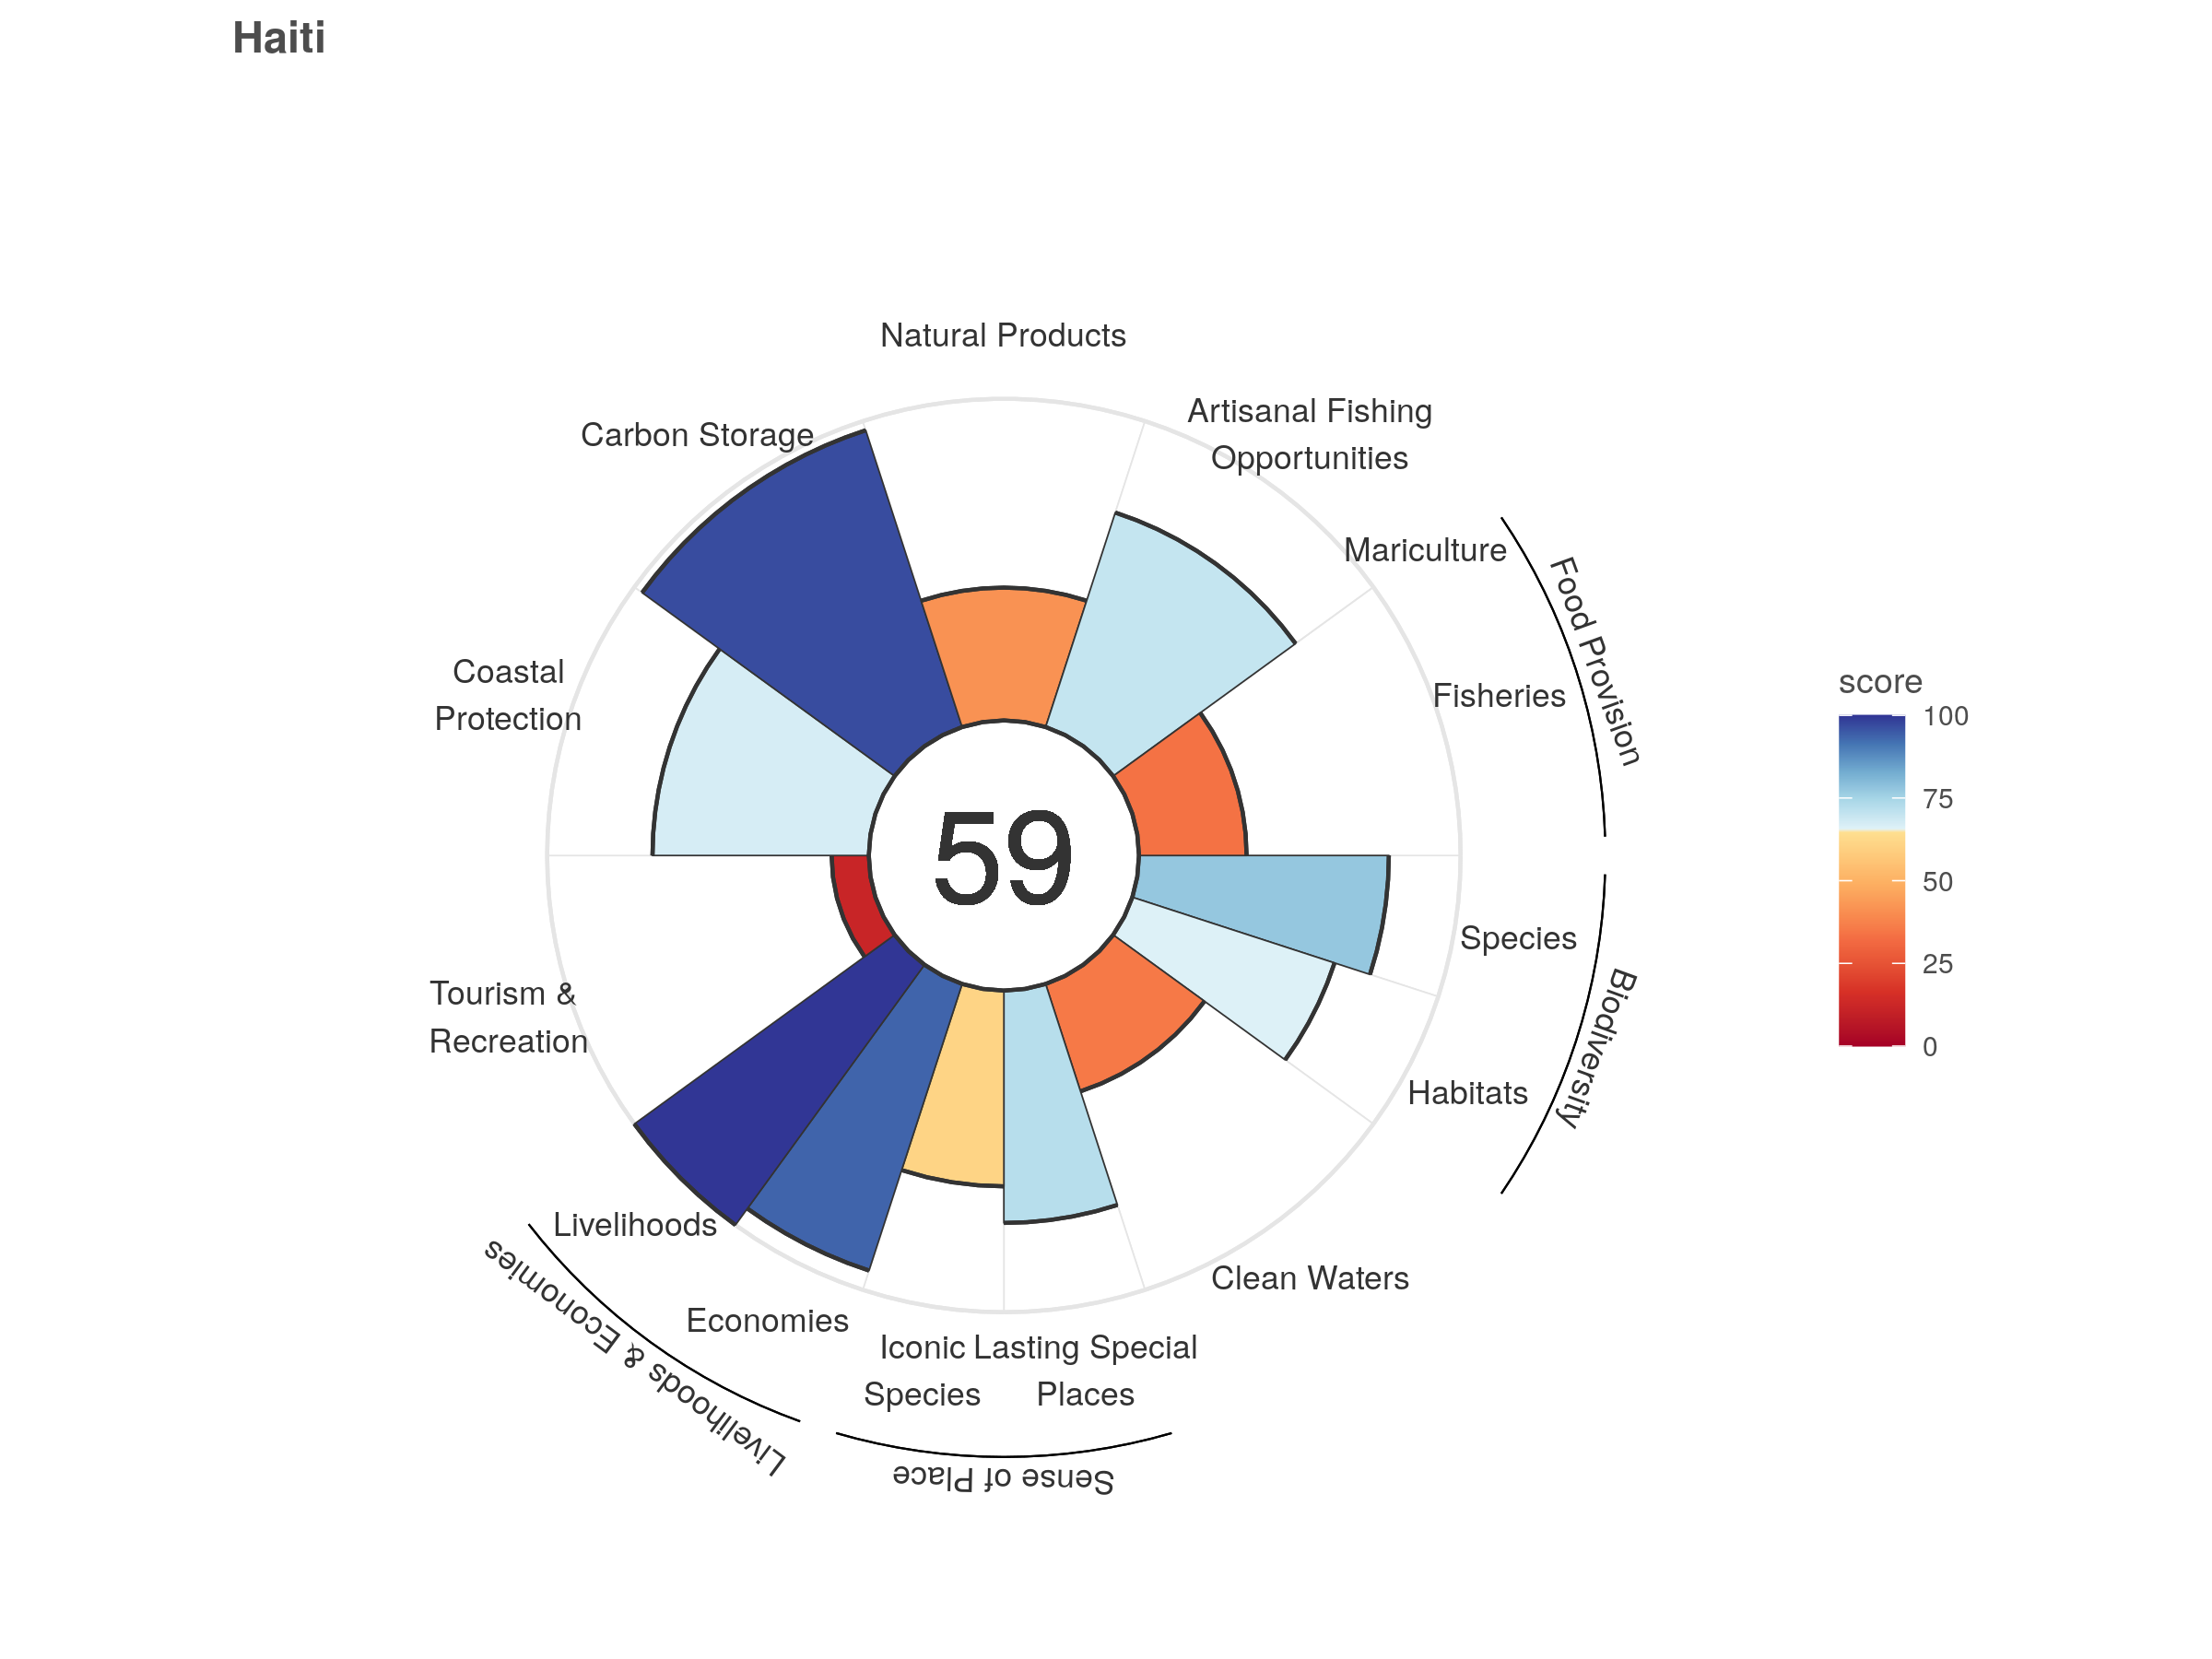 Haiti
Natural Products
Artisanal Fishing
Opportunities
Carbon Storage
Mariculture
Food Provision
Fisheries
Coastal
Protection
59
score
100
75
50
25
0
Species
Biodiversity
Habitats
Tourism &
Recreation
Livelihoods
Livelihoods & Economies
Economies
Clean Waters
Iconic
Species
Lasting Special
Places
Sense of Place